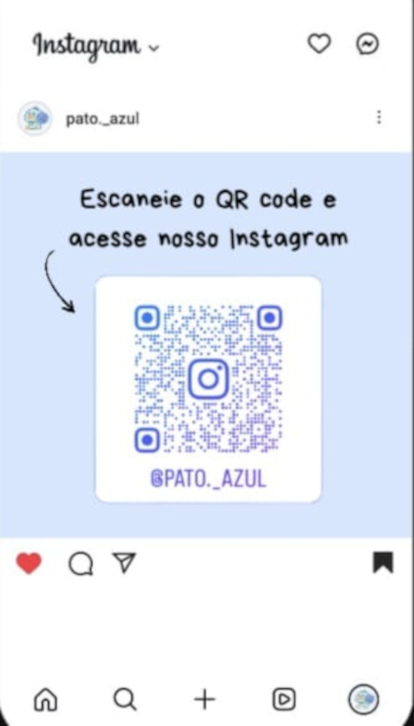 Instagram
pato._azul
Escaneie o QR code e
acesse nosso Instagram
@PATO._AZUL